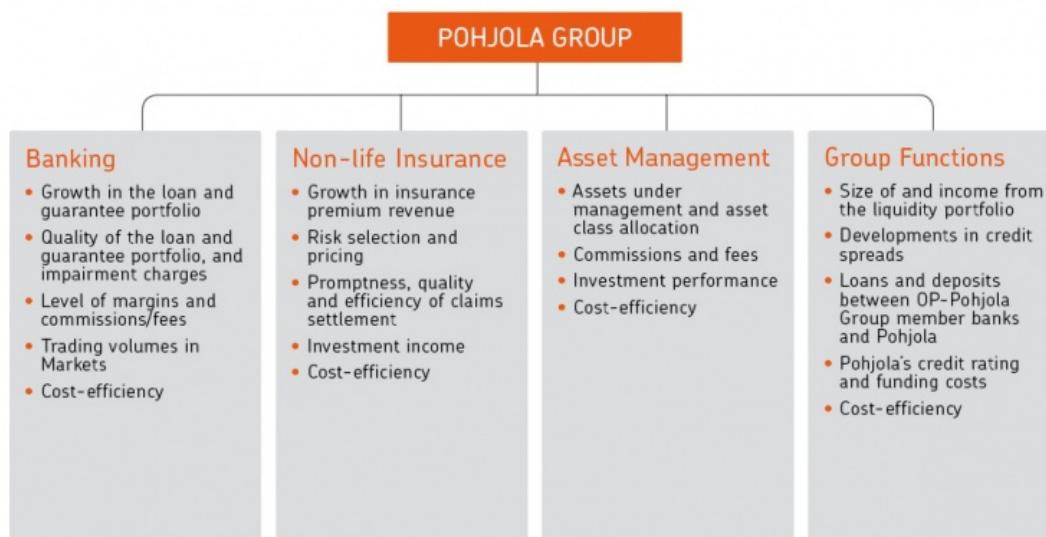 POHJOLA GROUP
Banking
• Growth in the loan and
guarantee portfolio
• Quality of the loan and
guarantee portfolio, and
impairment charges
• Level of margins and
commissions/fees
• Trading volumes in
Markets
• Cost-efficiency
Non-life Insurance
• Growth in insurance
premium revenue
• Risk selection and
pricing
• Promptness, quality
and efficiency of claims
settlement
• Investment income
• Cost-efficiency
Asset Management
• Assets under
management and asset
class allocation
• Commissions and fees
• Investment performance
• Cost-efficiency
Group Functions
• Size of and income from
the liquidity portfolio
• Developments in credit
spreads
• Loans and deposits
between OP-Pohjola
Group member banks
and Pohjola
• Pohjola's credit rating
and funding costs
• Cost-efficiency